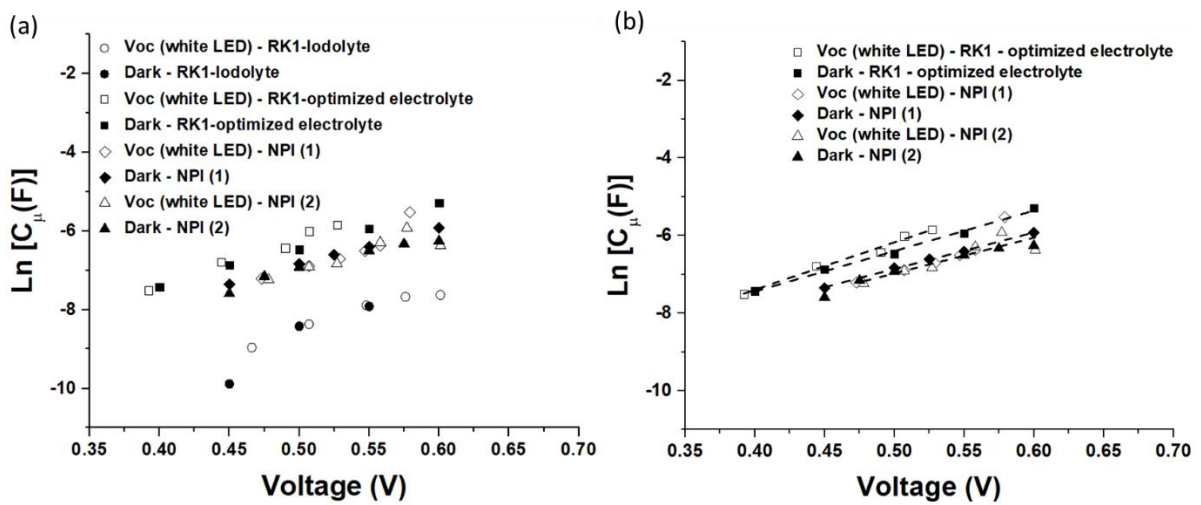 (a)
Voc (white LED) - RK1-Iodolyte
Dark - RK1-Iodolyte
Voc (white LED) - RK1-optimized electrolyte
Dark - RK1-optimized electrolyte
Voc (white LED) - NPI (1)
Dark - NPI (1)
Voc (white LED) - NPI (2)
Dark - NPI (2)
Ln [Cμ(F)]
-2
-4
-6
-8
-10
0.35 0.40 0.45 0.50 0.55 0.60 0.65 0.70
Voltage (V)
(b)
Voc (white LED) - RK1 - optimized electrolyte
Dark - RK1 - optimized electrolyte
Voc (white LED) - NPI (1)
Dark - NPI (1)
Voc (white LED) - NPI (2)
Dark - NPI (2)
Ln [Cμ(F)]
-2
-4
-6
-8
-10
0.35 0.40 0.45 0.50 0.55 0.60 0.65 0.70
Voltage (V)